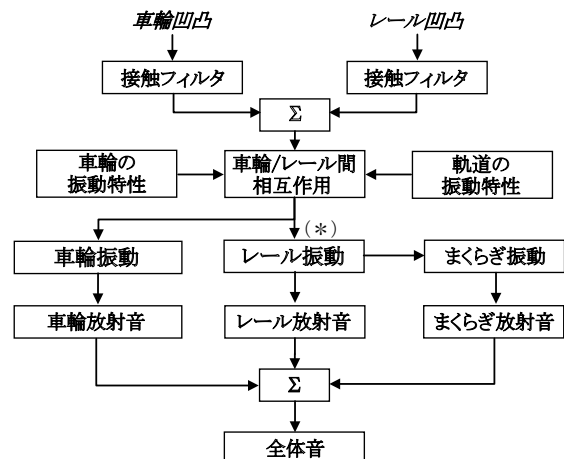 車輪凹凸
レール凹凸
接触フィルタ
接触フィルタ
Σ
車輪の
振動特性
車輪/レール間
相互作用
軌道の
振動特性
(＊)
車輪振動
レール振動
まくらぎ振動
車輪放射音
レール放射音
まくらぎ放射音
Σ
全体音